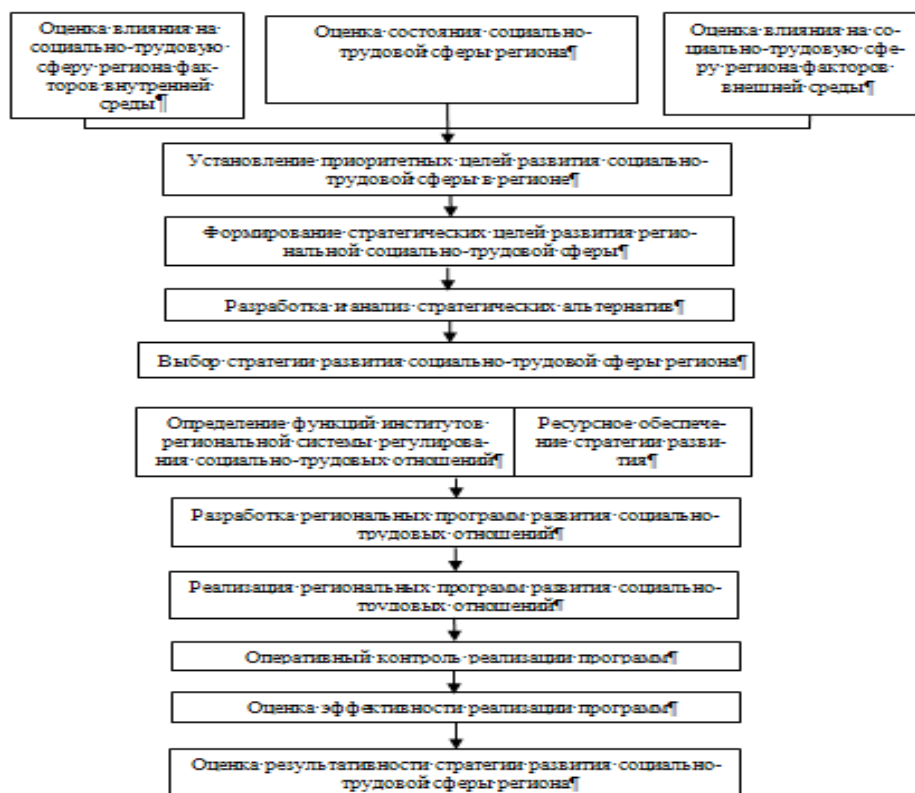 Оценка·влияния·на·
социально-трудовую·
сферу·региона·фак-
торов·внутренней·
среды¶
Оценка·состояния·социально-
трудовой·сферы·региона¶
Оценка·влияния·на·со-
циально-трудовую·сфе-
ру·региона·факторов·
внешней·среды¶
Установление·приоритетных·целей·развития·социально-
трудовой·сферы·в·регионе¶
Формирование·стратегических·целей·развития·регио-
нальной·социально-трудовой·сферы¶
Разработка·и·анализ·стратегических·альтернатив¶
Выбор·стратегии·развития·социально-трудовой·сферы·региона¶
Определение·функций·институтов·
региональной·системы·регулирова-
ния·социально-трудовых·отношений¶
Ресурсное·обеспече-
ние·стратегии·разви-
тия¶
Разработка·региональных·программ·развития·социально-
трудовых·отношений¶
Реализация·региональных·программ·развития·социально-
трудовых·отношений¶
Оперативный·контроль·реализации·программ¶
Оценка·эффективности·реализации·программ¶
Оценка·результативности·стратегии·развития·социально-
трудовой·сферы·региона¶